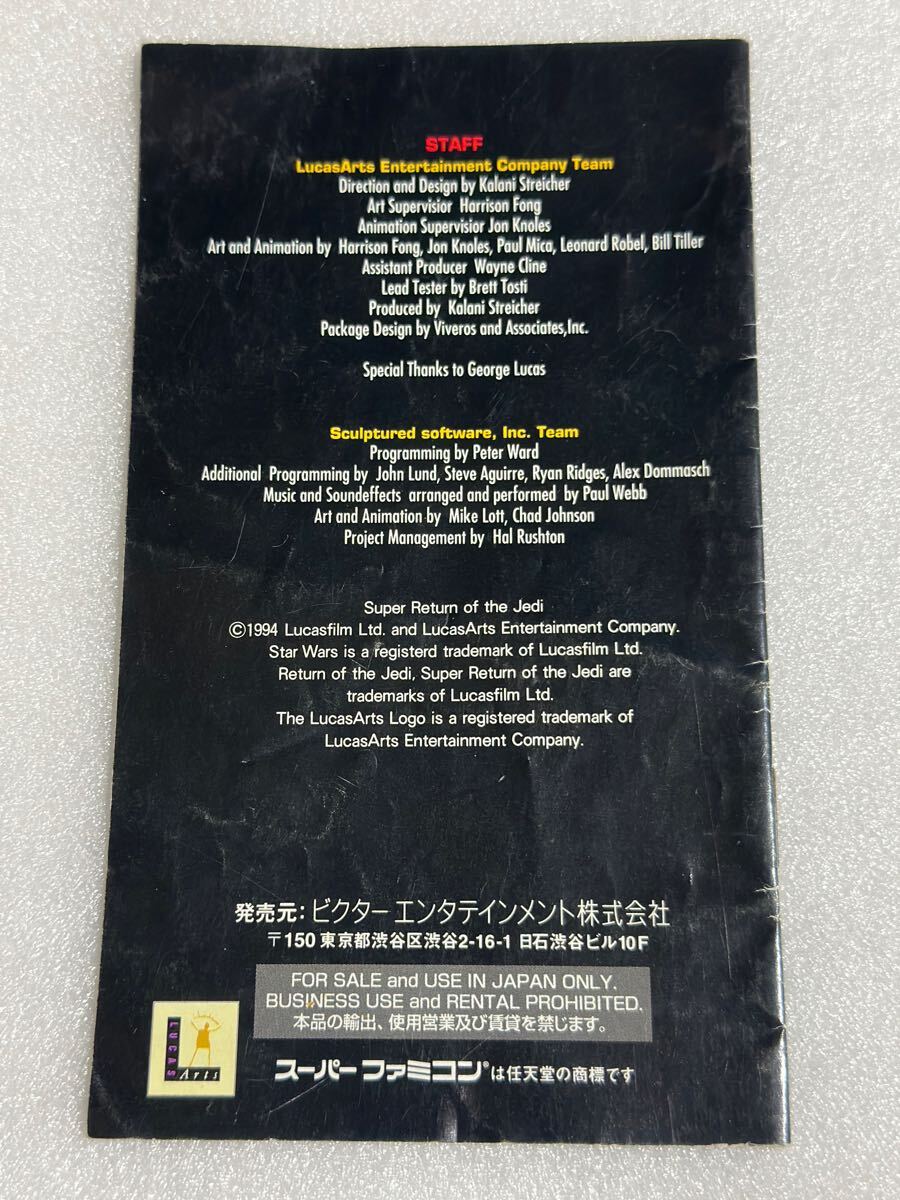 STAFF
LucasArts Entertainment Company Team
Direction and Design by Kalani Streicher
Art Supervisior Harrison Fong
Animation Supervisior Jon Knoles
Art and Animation by Harrison Fong, Jon Knoles, Paul Mica, Leonard Robel, Bill Tiller
Assistant Producer Wayne Cline
Lead Tester by Brett Tosti
Produced by Kalani Streicher
Package Design by Viveros and Associates,Inc.
Special Thanks to George Lucas
Sculptured software, Inc. Team
Programming by Peter Ward
Additional Programming by John Lund, Steve Aguirre, Ryan Ridges, Alex Dommasch
Music and Soundeffects arranged and performed by Paul Webb
Art and Animation by Mike Lott, Chad Johnson
Project Management by Hal Rushton
Super Return of the Jedi
©1994 Lucasfilm Ltd. and LucasArts Entertainment Company.
Star Wars is a registerd trademark of Lucasfilm Ltd.
Return of the Jedi, Super Return of the Jedi are
trademarks of Lucasfilm Ltd.
The LucasArts Logo is a registered trademark of
LucasArts Entertainment Company.
発売元：ビクター エンタテインメント株式会社
〒150 東京都渋谷区渋谷2-16-1 日石渋谷ビル10F
FOR SALE and USE IN JAPAN ONLY.
BUSINESS USE and RENTAL PROHIBITED.
本品の輸出、使用営業及び賃貸を禁じます。
LUCAS
Arts
スーパーファミコン®は任天堂の商標です